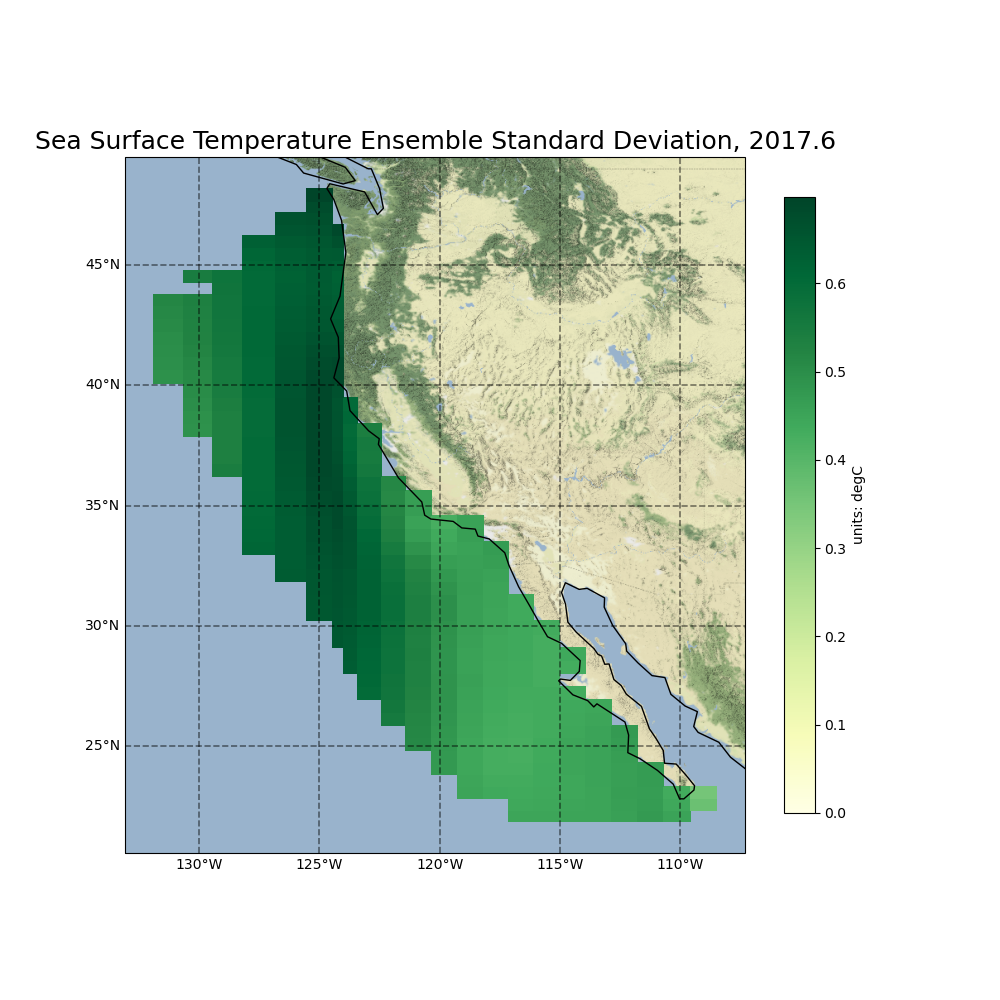 Sea Surface Temperature Ensemble Standard Deviation, 2017.6
45°N
40°N
35°N
30°N
25°N
130°W
125°W
120°W
115°W
110°W
0.6
0.5
0.4
0.3
0.2
0.1
0.0
units: degC